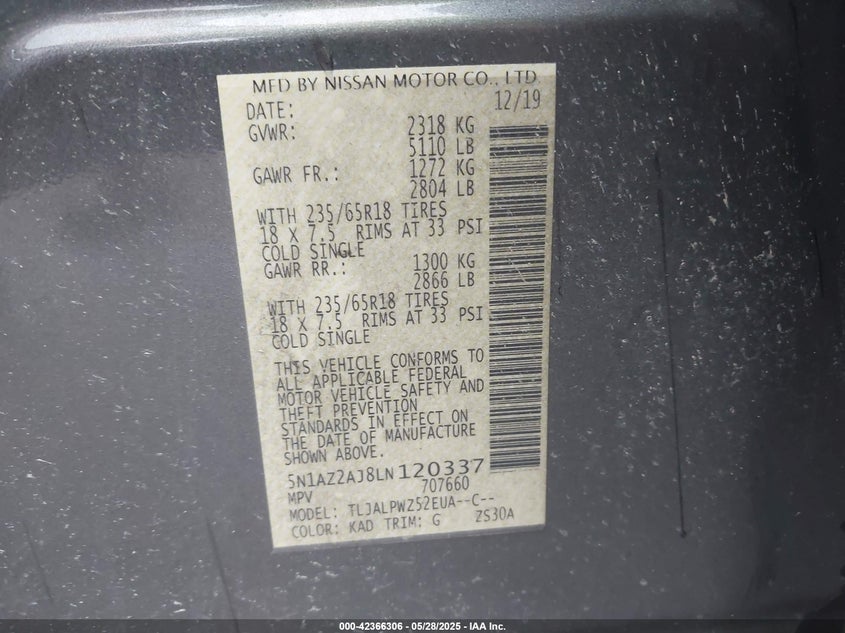 MFD BY NISSAN MOTOR CO., LTD.
DATE: 12/19
GVWR: 2318 KG
5110 LB
GAWR FR.: 1272 KG
2804 LB
WITH 235/65R18 TIRES
18 X 7.5 RIMS AT 33 PSI
COLD SINGLE
GAWR RR.: 1300 KG
2866 LB
WITH 235/65R18 TIRES
18 X 7.5 RIMS AT 33 PSI
COLD SINGLE
THIS VEHICLE CONFORMS TO
ALL APPLICABLE FEDERAL
MOTOR VEHICLE SAFETY AND
THEFT PREVENTION
STANDARDS IN EFFECT ON
THE DATE OF MANUFACTURE
SHOWN ABOVE.
5N1AZ2AJ8LN120337
MPV 707660
MODEL: TLJALPWZ52EUA--C--
COLOR: KAD TRIM: G ZS30A
000-42366306 - 05/28/2025 - IAA Inc.